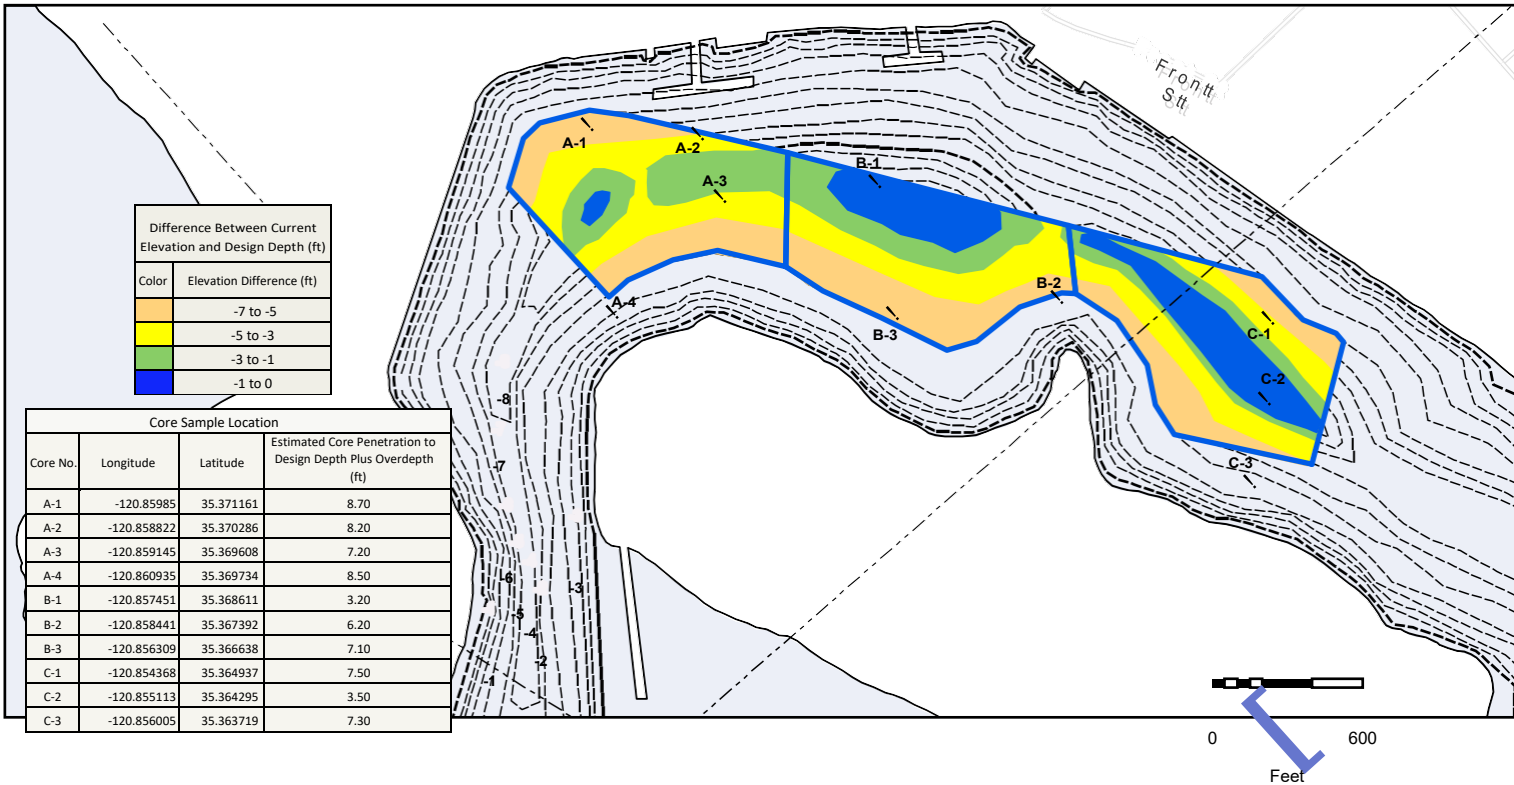 Frontt
Stt
A-1
A-2
A-3
A-4
B-1
B-2
B-3
C-1
C-2
C-3
Difference Between Current
Elevation and Design Depth (ft)
Color Elevation Difference (ft)
-7 to -5
-5 to -3
-3 to -1
-1 to 0
-8
-7
-6
-5
-4
-3
-2
-1
Core Sample Location
Core No. Longitude Latitude Estimated Core Penetration to
Design Depth Plus Overdepth
(ft)
A-1 -120.85985 35.371161 8.70
A-2 -120.858822 35.370286 8.20
A-3 -120.859145 35.369608 7.20
A-4 -120.860935 35.369734 8.50
B-1 -120.857451 35.368611 3.20
B-2 -120.858441 35.367392 6.20
B-3 -120.856309 35.366638 7.10
C-1 -120.854368 35.364937 7.50
C-2 -120.855113 35.364295 3.50
C-3 -120.856005 35.363719 7.30
0 600
Feet